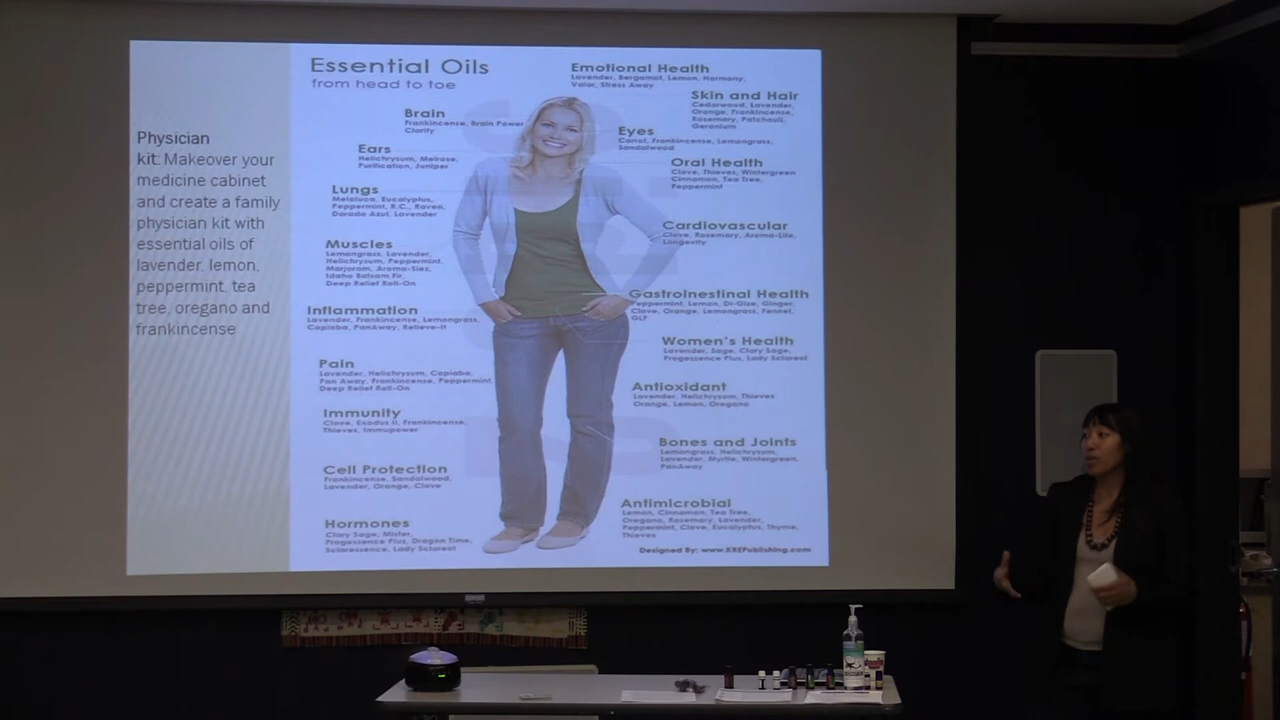 Physician
kit: Makeover your
medicine cabinet
and create a family
physician kit with
essential oils of
lavender, lemon,
peppermint, tea
tree, oregano and
frankincense
Essential Oils
from head to toe
Brain
Frankincense, Brain Power
Clarity
Ears
Helichrysum, Melrose,
Purification, Juniper
Lungs
Melaluca, Eucalyptus,
Peppermint, R.C., Raven,
Dorado Azul, Lavender
Muscles
Lemongrass, Lavender,
Helichrysum, Peppermint,
Marjoram, Aroma-Siez,
Idaho Balsam Fir,
Deep Relief Roll-On
Inflammation
Lavender, Frankincense, Lemongrass,
Copiaba, PanAway, Relieve-It
Pain
Lavender, Helichrysum, Copiaba,
Pan Away, Frankincense, Peppermint,
Deep Relief Roll-On
Immunity
Clove, Exodus II, Frankincense,
Thieves, Immupower
Cell Protection
Frankincense, Sandalwood,
Lavender, Orange, Clove
Hormones
Clary Sage, Mister,
Progessence Plus, Dragon Time,
Sclaressence, Lady Sclareol
Emotional Health
Lavender, Bergamot, Lemon, Harmony,
Valor, Stress Away
Skin and Hair
Cedarwood, Lavender,
Orange, Frankincense,
Rosemary, Patchouli,
Geranium
Eyes
Carrot, Frankincense, Lemongrass,
Sandalwood
Oral Health
Clove, Thieves, Wintergreen
Cinnamon, Tea Tree,
Peppermint
Cardiovascular
Clove, Rosemary, Aroma-Life,
Longevity
Gastroinestinal Health
Peppermint, Lemon, Di-Gize, Ginger,
Clove, Orange, Lemongrass, Fennel,
GLF
Women's Health
Lavender, Sage, Clary Sage,
Progessence Plus, Lady Sclareol
Antioxidant
Lavender, Helichrysum, Thieves
Orange, Lemon, Oregano
Bones and Joints
Lemongrass, Helichrysum,
Lavender, Myrtle, Wintergreen,
PanAway
Antimicrobial
Lemon, Cinnamon, Tea Tree,
Oregano, Rosemary, Lavender,
Peppermint, Clove, Eucalyptus, Thyme,
Thieves
Designed By: www.KREPublishing.com